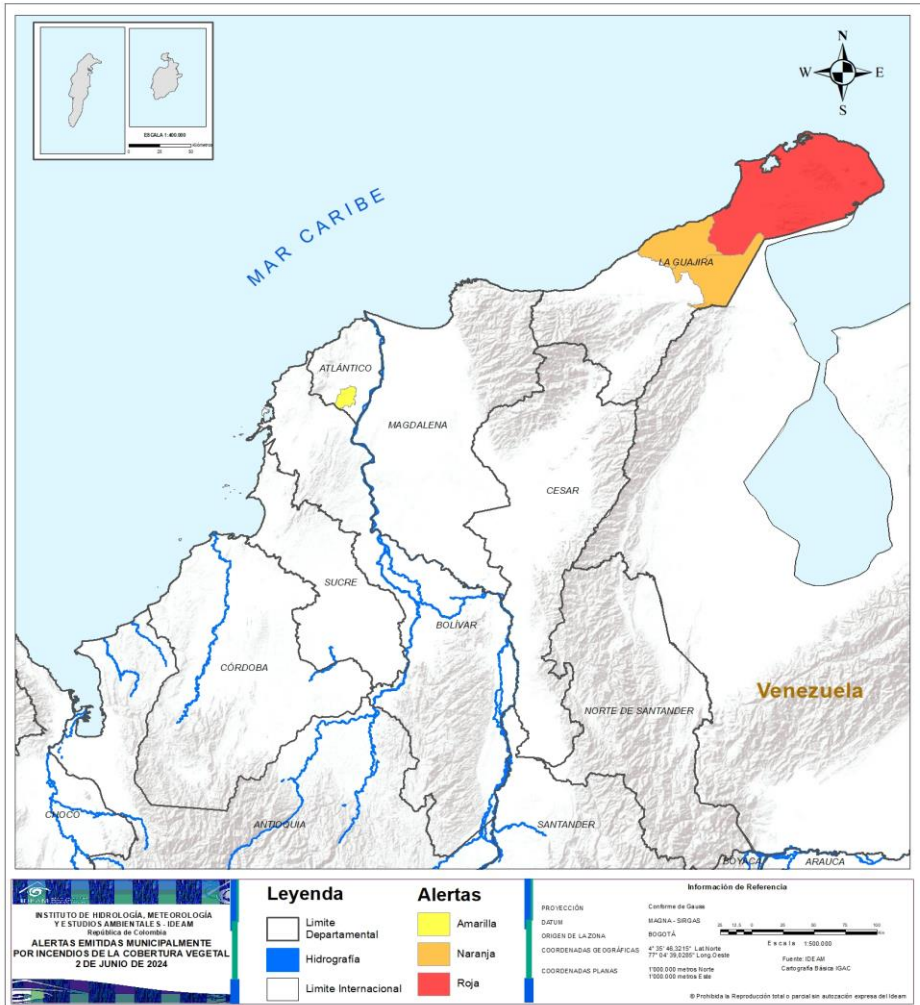 N
W E
S
ESCALA 1:400.000
MAR CARIBE
LA GUAJIRA
ATLÁNTICO
MAGDALENA
CESAR
SUCRE
BOLÍVAR
CÓRDOBA
Venezuela
NORTE DE SANTANDER
CHOCO
ANTIOQUIA
SANTANDER
BOYACÁ
ARAUCA
IDEAM
INSTITUTO DE HIDROLOGÍA, METEOROLOGÍA
Y ESTUDIOS AMBIENTALES - IDEAM
República de Colombia
ALERTAS EMITIDAS MUNICIPALMENTE
POR INCENDIOS DE LA COBERTURA VEGETAL
2 DE JUNIO DE 2024
Leyenda
Limite
Departamental
Hidrografía
Limite Internacional
Alertas
Amarilla
Naranja
Roja
Información de Referencia
PROYECCIÓN Conforme de Gauss
DATUM MAGNA - SIRGAS
ORIGEN DE LA ZONA BOGOTÁ
COORDENADAS GEOGRÁFICAS 4° 35' 46,3215" Lat.Norte
77° 04' 39,0285" Long.Oeste
COORDENADAS PLANAS 1'000.000 metros Norte
1'000.000 metros Este
Escala 1:500.000
Fuente: IDEAM
Cartografía Básica IGAC
© Prohibida la Reproducción total o parcial sin autozación expresa del Ideam